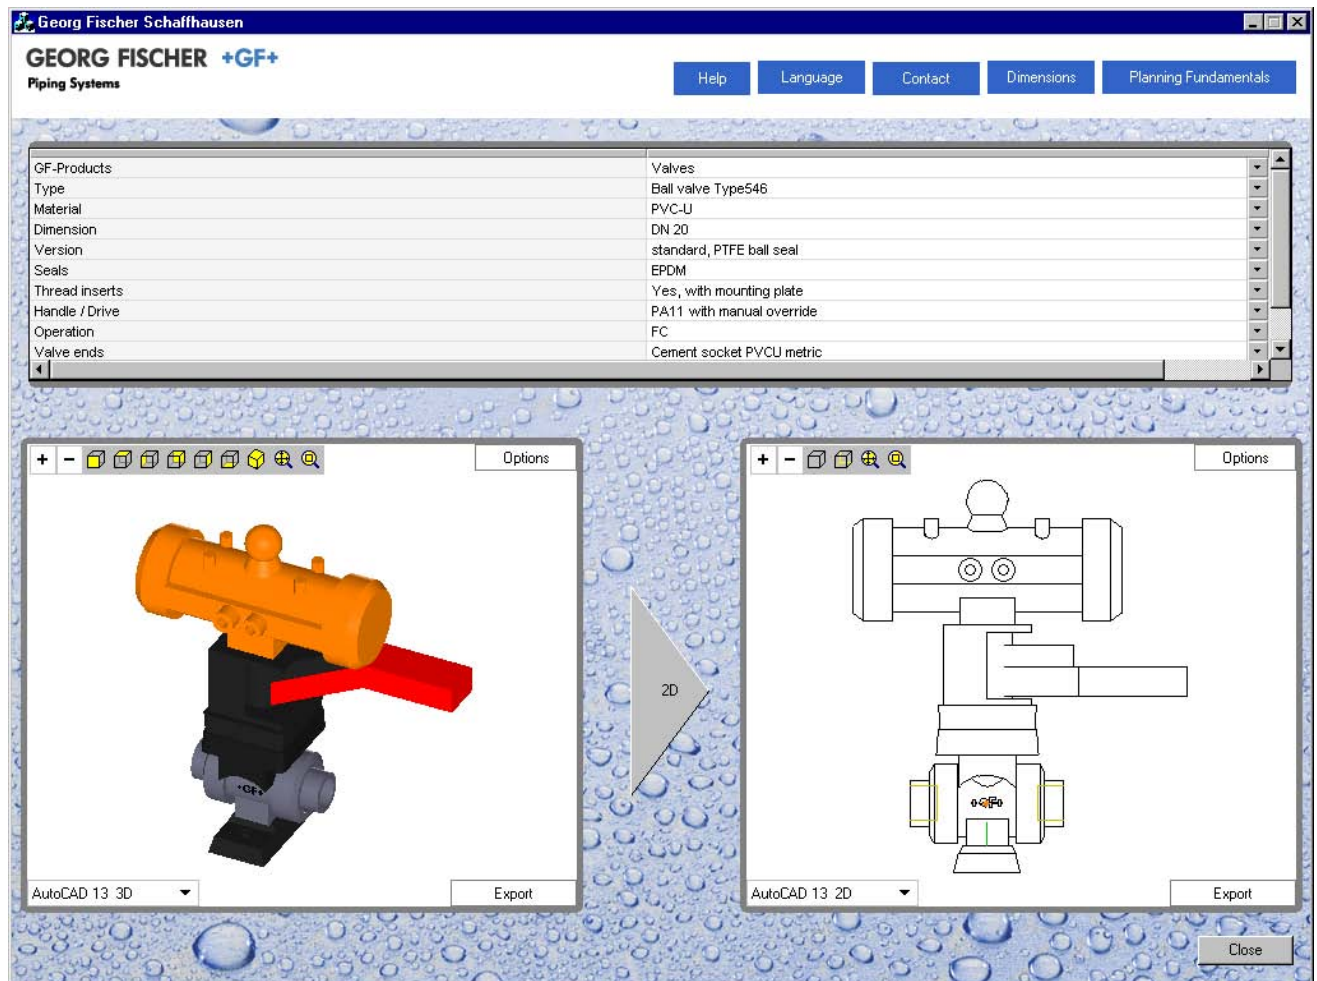 Georg Fischer Schaffhausen
GEORG FISCHER +GF+
Piping Systems
Help Language Contact Dimensions Planning Fundamentals
GF-Products Valves
Type Ball valve Type546
Material PVC-U
Dimension DN 20
Version standard, PTFE ball seal
Seals EPDM
Thread inserts Yes, with mounting plate
Handle / Drive PA11 with manual override
Operation FC
Valve ends Cement socket PVCU metric
+ - Options
+GF+
AutoCAD 13 3D Export
2D
+ - Options
+GF+
AutoCAD 13 2D Export
Close